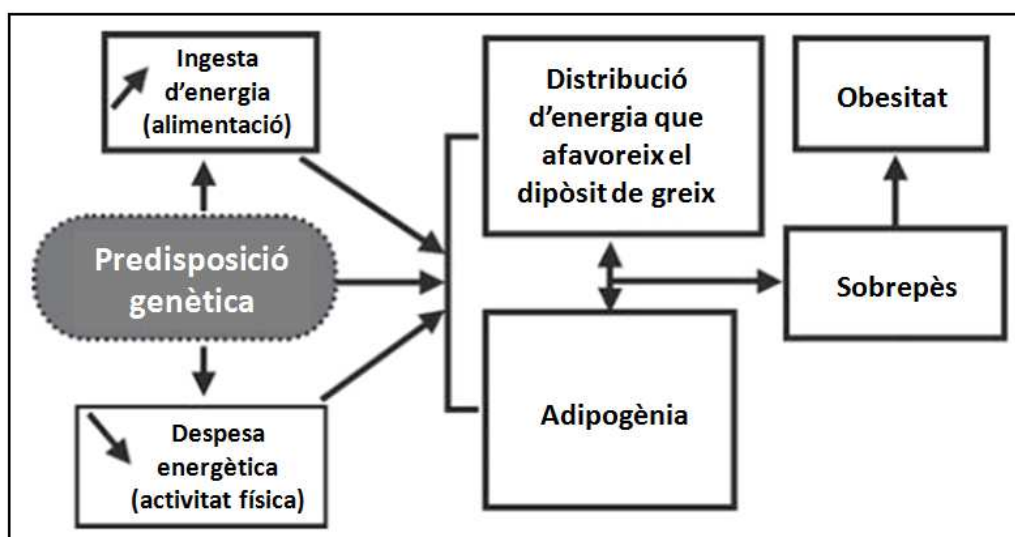 Ingesta
d'energia
(alimentació)
Predisposició
genètica
Despesa
energètica
(activitat física)
Distribució
d'energia que
afavoreix el
dipòsit de greix
Adipogènia
Obesitat
Sobrepès